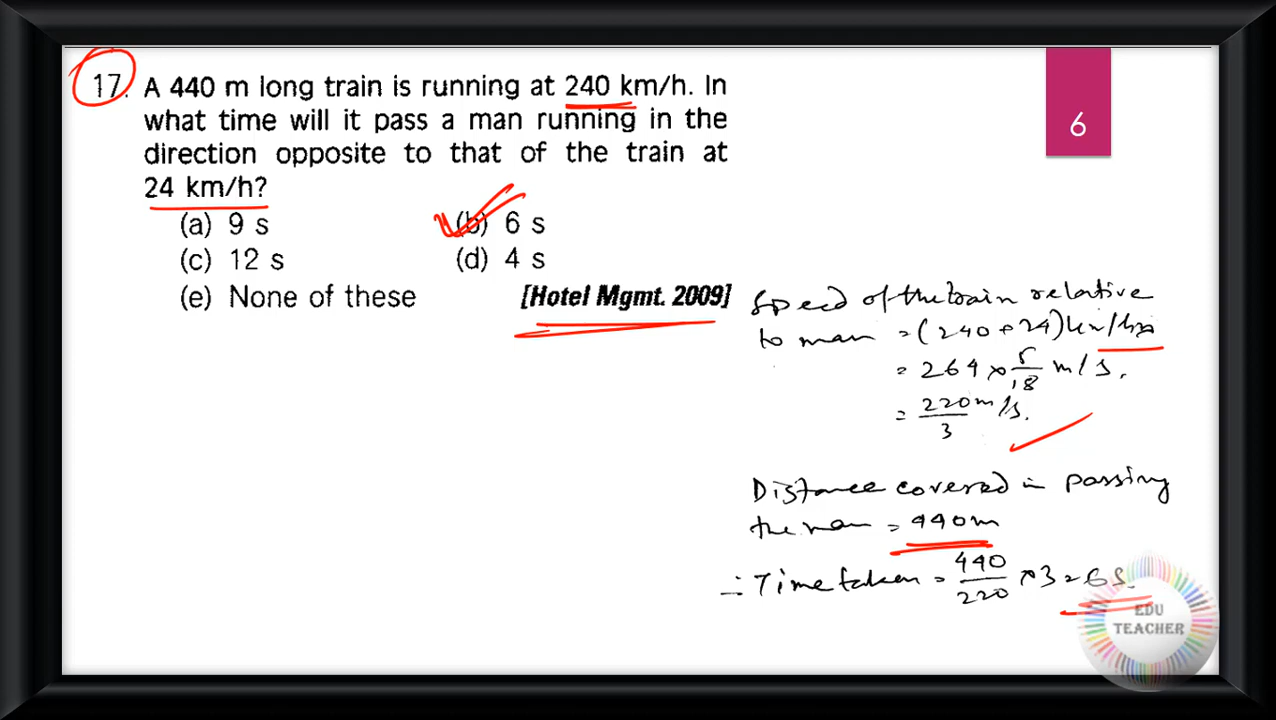 17. A 440 m long train is running at 240 km/h. In
what time will it pass a man running in the
direction opposite to that of the train at
24 km/h?
(a) 9 s (b) 6 s
(c) 12 s (d) 4 s
(e) None of these [Hotel Mgmt. 2009]
6
Speed of the train relative
to man = (240 + 24) km/hr
= 264 × 5/18 m/s.
= 220/3 m/s.
Distance covered in passing
the man = 440m
∴ Time taken = 440/220 × 3 = 6 s.
EDU
TEACHER